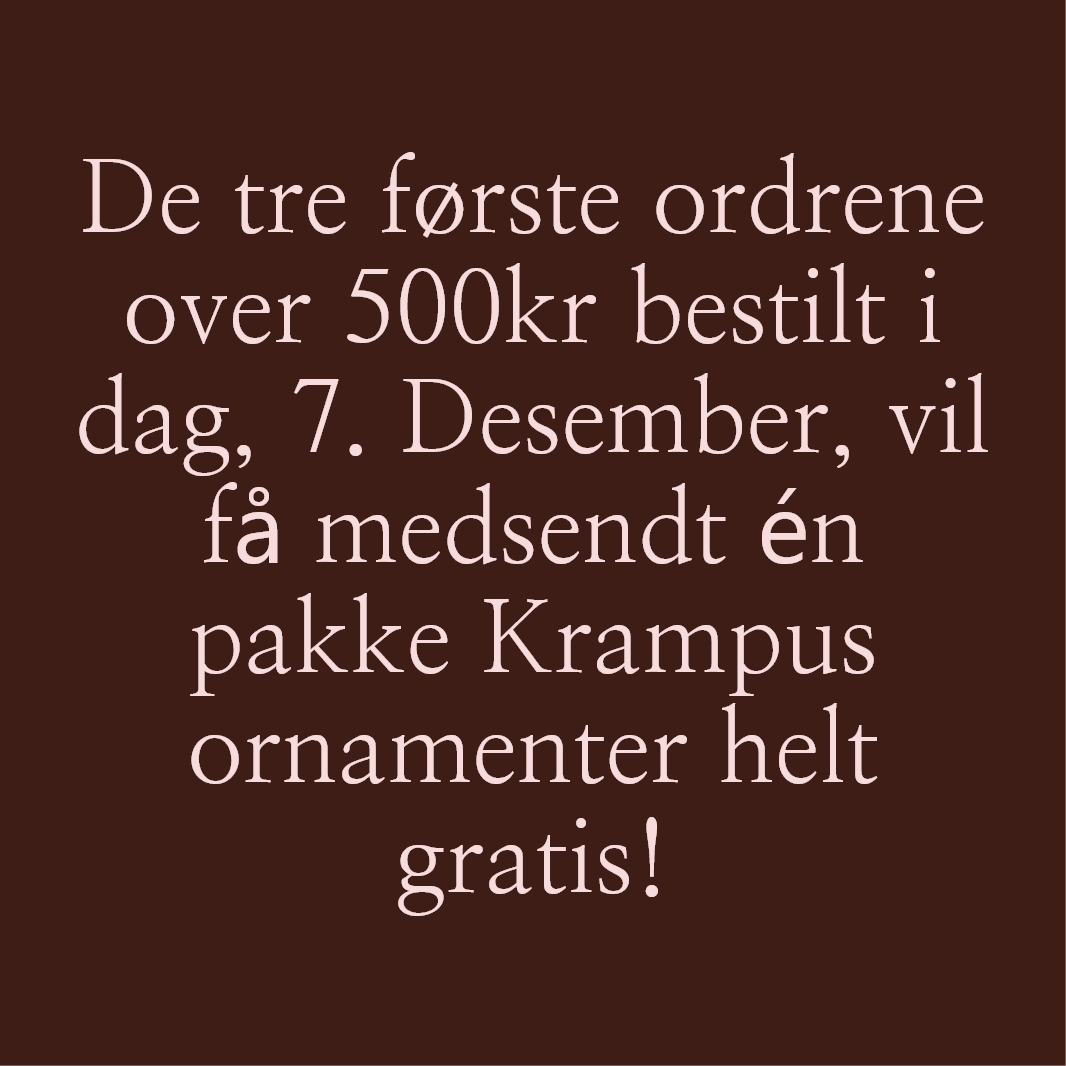 De tre første ordrene
over 500kr bestilt i
dag, 7. Desember, vil
få medsendt én
pakke Krampus
ornamenter helt
gratis!